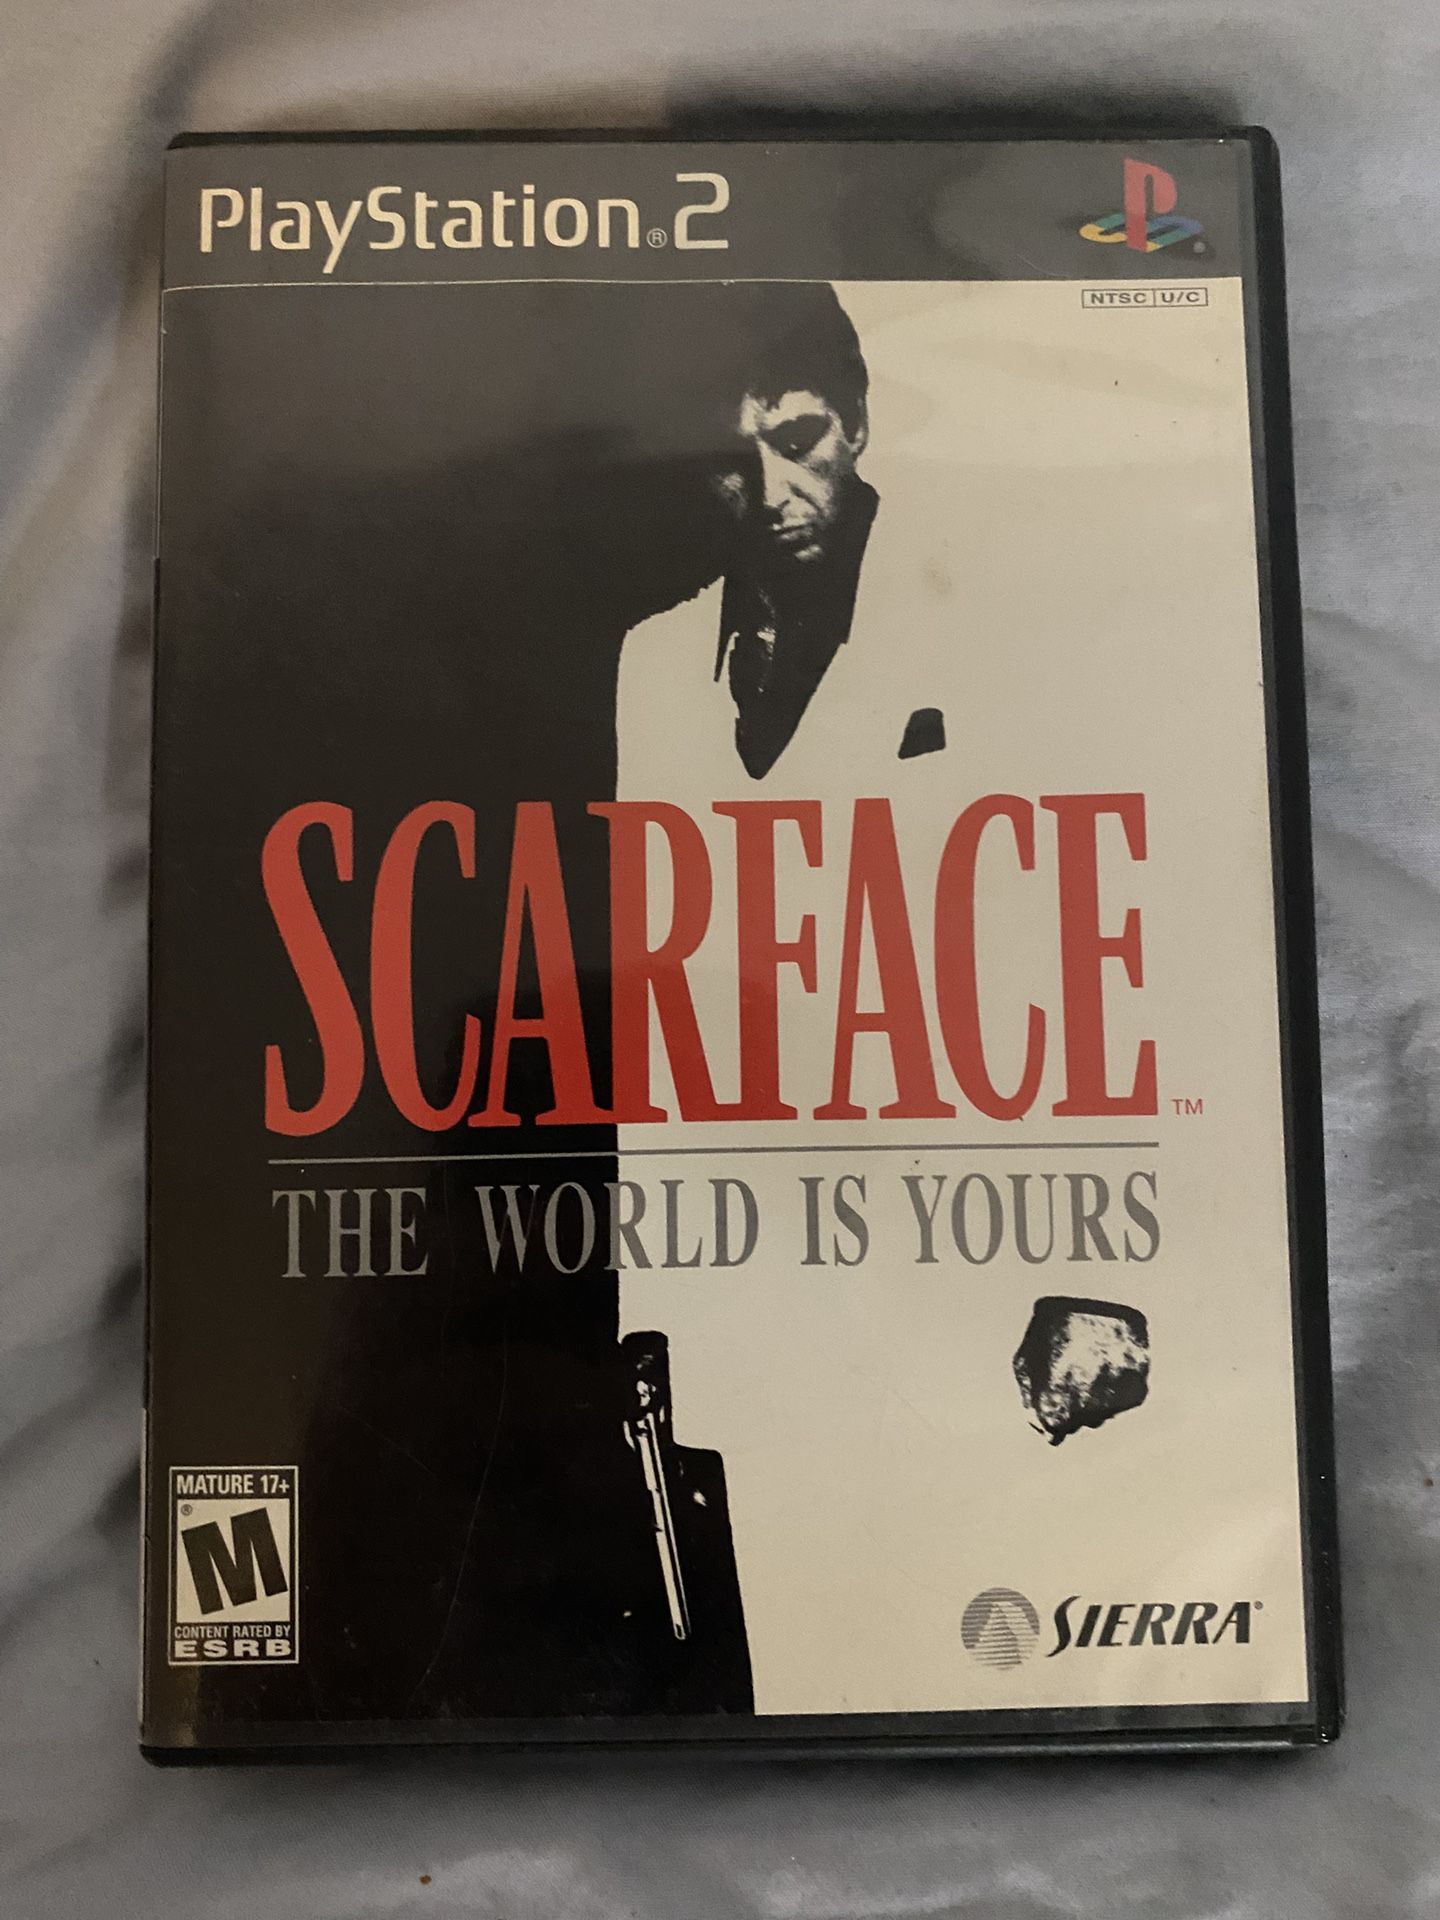 PlayStation®2
NTSC U/C
SCARFACE™
THE WORLD IS YOURS
MATURE 17+
M®
CONTENT RATED BY
ESRB
SIERRA®